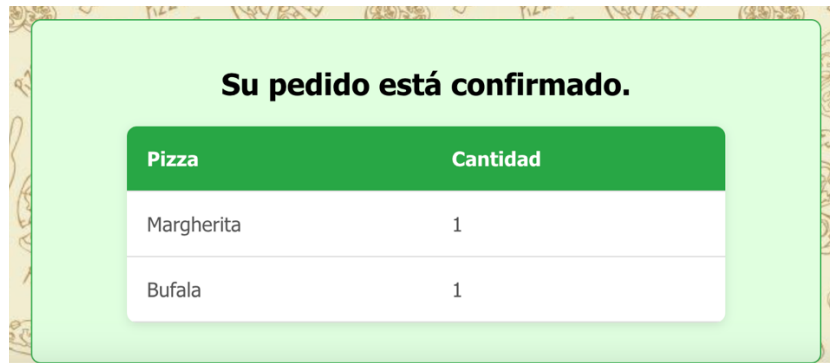 Su pedido está confirmado.
Pizza Cantidad
Margherita 1
Bufala 1